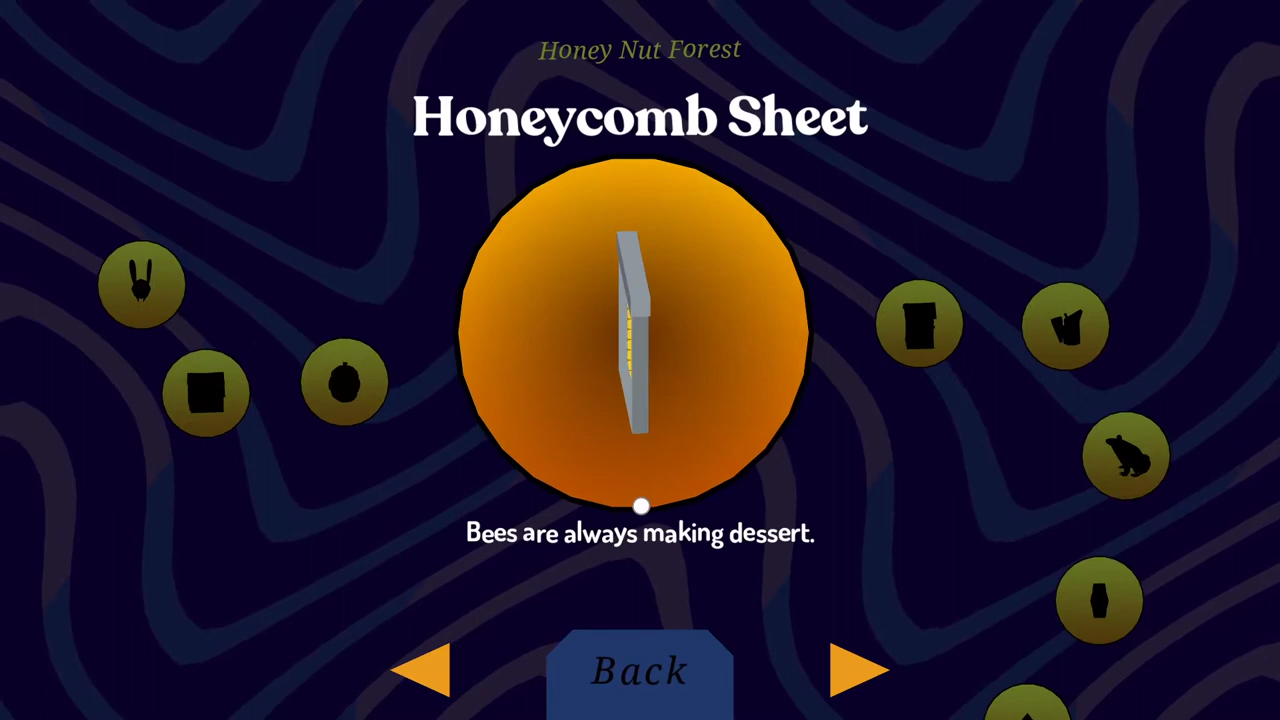 Honey Nut Forest
Honeycomb Sheet
Bees are always making dessert.
Back